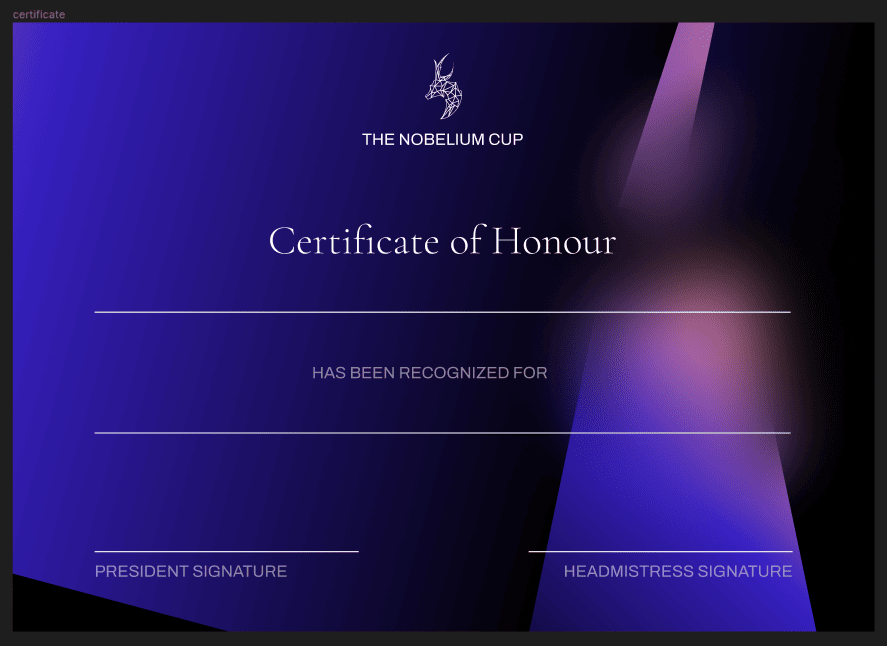 certificate
THE NOBELIUM CUP
Certificate of Honour
HAS BEEN RECOGNIZED FOR
PRESIDENT SIGNATURE
HEADMISTRESS SIGNATURE